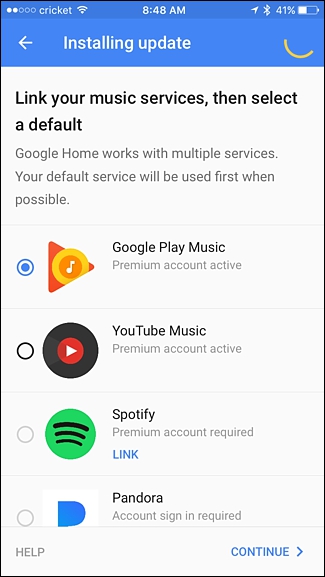 cricket 8:48 AM 41%
Installing update
Link your music services, then select
a default
Google Home works with multiple services.
Your default service will be used first when
possible.
Google Play Music
Premium account active
YouTube Music
Premium account active
Spotify
Premium account required
LINK
Pandora
Account sign in required
HELP CONTINUE